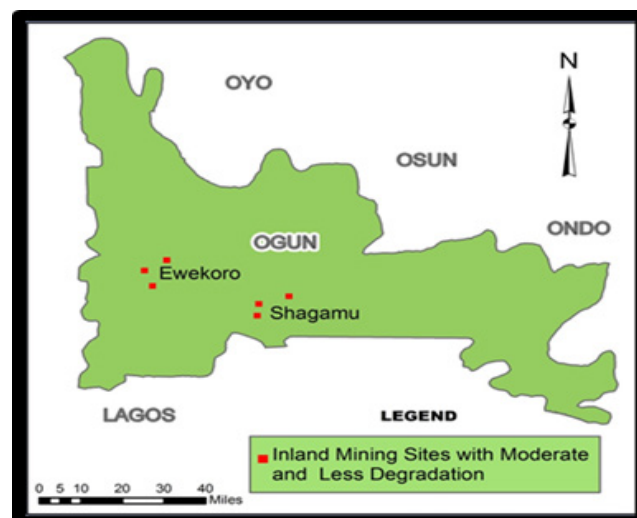 N
OYO
OSUN
ONDO
OGUN
Ewekoro
Shagamu
LAGOS
LEGEND
Inland Mining Sites with Moderate
and Less Degradation
0 5 10 20 30 40
Miles